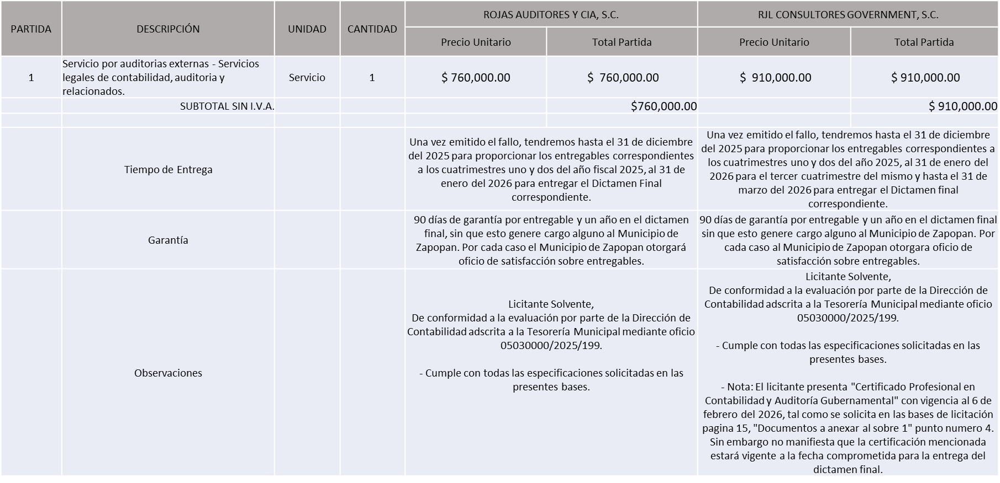 PARTIDA
DESCRIPCIÓN
UNIDAD
CANTIDAD
ROJAS AUDITORES Y CIA, S.C.
RJL CONSULTORES GOVERNMENT, S.C.
Precio Unitario
Total Partida
Precio Unitario
Total Partida
1
Servicio por auditorias externas - Servicios
legales de contabilidad, auditoria y
relacionados.
Servicio
1
$ 760,000.00
$ 760,000.00
$ 910,000.00
$ 910,000.00
SUBTOTAL SIN I.V.A.
$760,000.00
$ 910,000.00
Tiempo de Entrega
Una vez emitido el fallo, tendremos hasta el 31 de diciembre
del 2025 para proporcionar los entregables correspondientes
a los cuatrimestres uno y dos del año fiscal 2025, al 31 de
enero del 2026 para entregar el Dictamen Final
correspondiente.
Una vez emitido el fallo, tendremos hasta el 31 de diciembre
del 2025 para proporcionar los entregables correspondientes a
los cuatrimestres uno y dos del año 2025, al 31 de enero del
2026 para el tercer cuatrimestre del mismo y hasta el 31 de
marzo del 2026 para entregar el Dictamen final
correspondiente.
Garantía
90 días de garantía por entregable y un año en el dictamen
final, sin que esto genere cargo alguno al Municipio de
Zapopan. Por cada caso el Municipio de Zapopan otorgará
oficio de satisfacción sobre entregables.
90 días de garantía por entregable y un año en el dictamen final
sin que esto genere cargo alguno al Municipio de Zapopan. Por
cada caso al Municipio de Zapopan otorgara oficio de
satisfacción sobre entregables.
Observaciones
Licitante Solvente,
De conformidad a la evaluación por parte de la Dirección de
Contabilidad adscrita a la Tesorería Municipal mediante oficio
05030000/2025/199.
- Cumple con todas las especificaciones solicitadas en las
presentes bases.
Licitante Solvente,
De conformidad a la evaluación por parte de la Dirección de
Contabilidad adscrita a la Tesorería Municipal mediante oficio
05030000/2025/199.
- Cumple con todas las especificaciones solicitadas en las
presentes bases.
- Nota: El licitante presenta "Certificado Profesional en
Contabilidad y Auditoría Gubernamental" con vigencia al 6 de
febrero del 2026, tal como se solicita en las bases de licitación
pagina 15, "Documentos a anexar al sobre 1" punto numero 4.
Sin embargo no manifiesta que la certificación mencionada
estará vigente a la fecha comprometida para la entrega del
dictamen final.